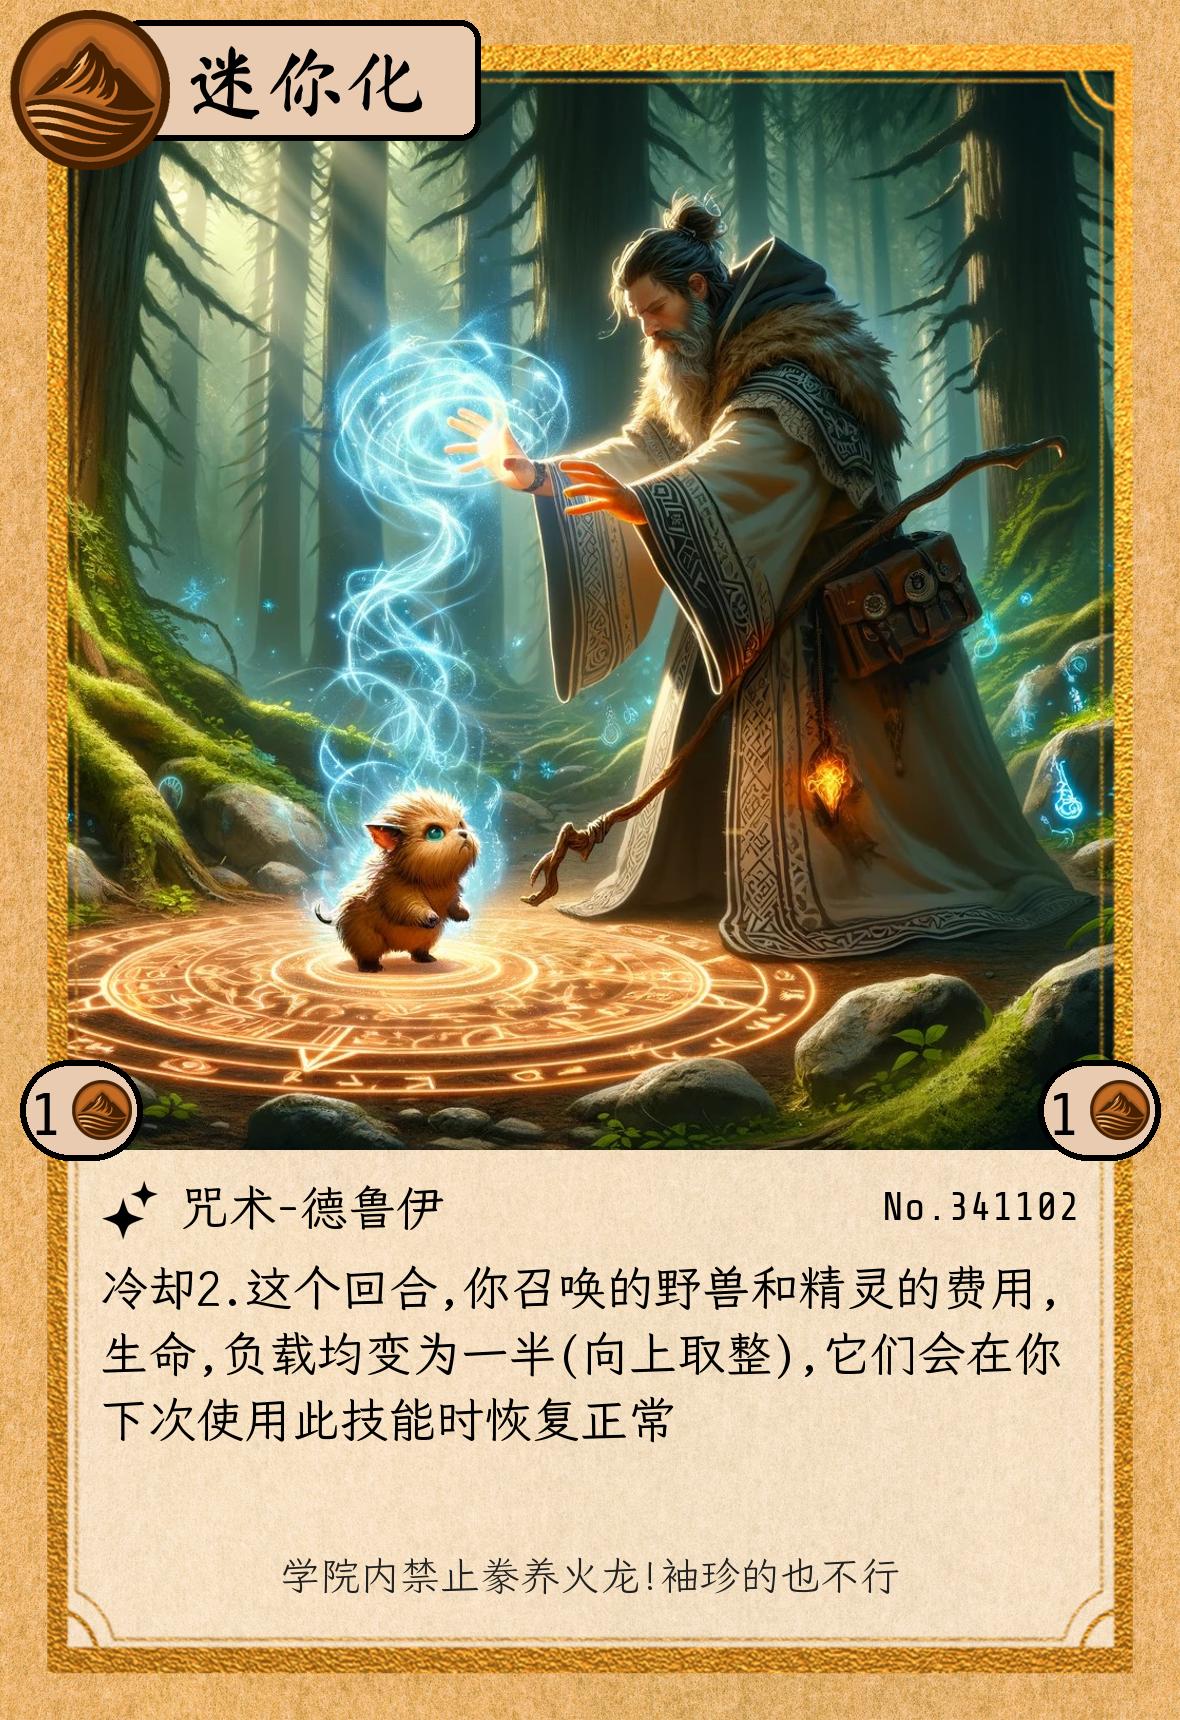 迷你化
1
1
咒术-德鲁伊
No.341102
冷却2.这个回合,你召唤的野兽和精灵的费用,
生命,负载均变为一半(向上取整),它们会在你
下次使用此技能时恢复正常
学院内禁止豢养火龙!袖珍的也不行